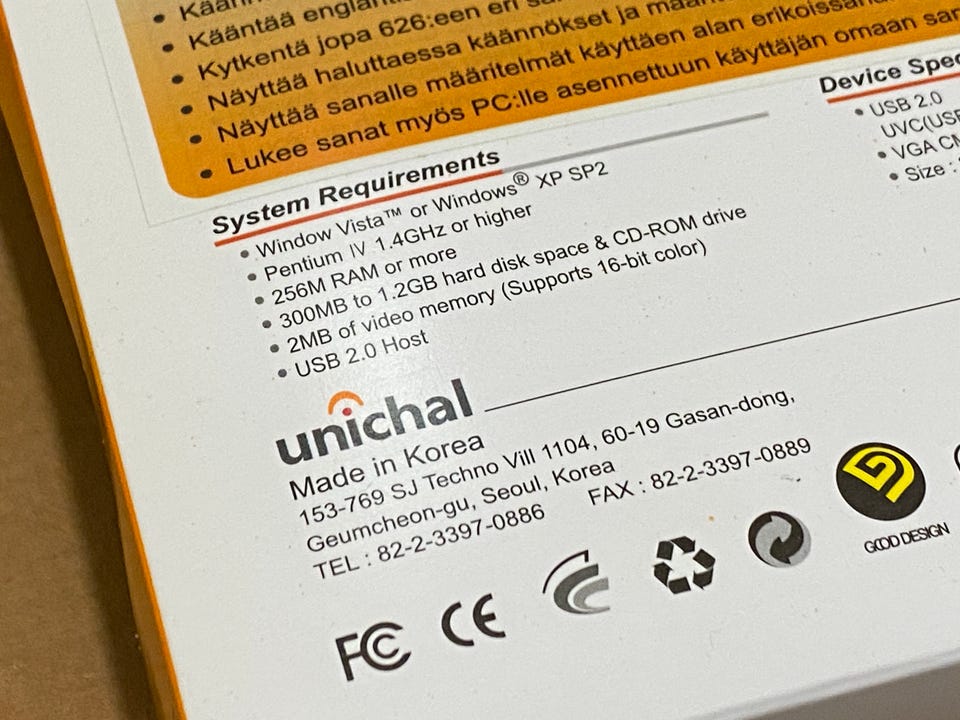 Kääntää
Kytkentä jopa 626:een eri
Näyttää haluttaessa käännökset ja
Näyttää sanalle määritelmät käyttäen alan
Lukee sanat myös PC:lle asennettuun käyttäjän omaan
System Requirements
• Window Vista™ or Windows® XP SP2
• Pentium IV 1.4GHz or higher
• 256M RAM or more
• 300MB to 1.2GB hard disk space & CD-ROM drive
• 2MB of video memory (Supports 16-bit color)
• USB 2.0 Host
Device
• USB 2.0
• VGA
• Size :
unichal
Made in Korea
153-769 SJ Techno Vill 1104, 60-19 Gasan-dong,
Geumcheon-gu, Seoul, Korea
TEL : 82-2-3397-0886 FAX : 82-2-3397-0889
GOOD DESIGN
FC CE